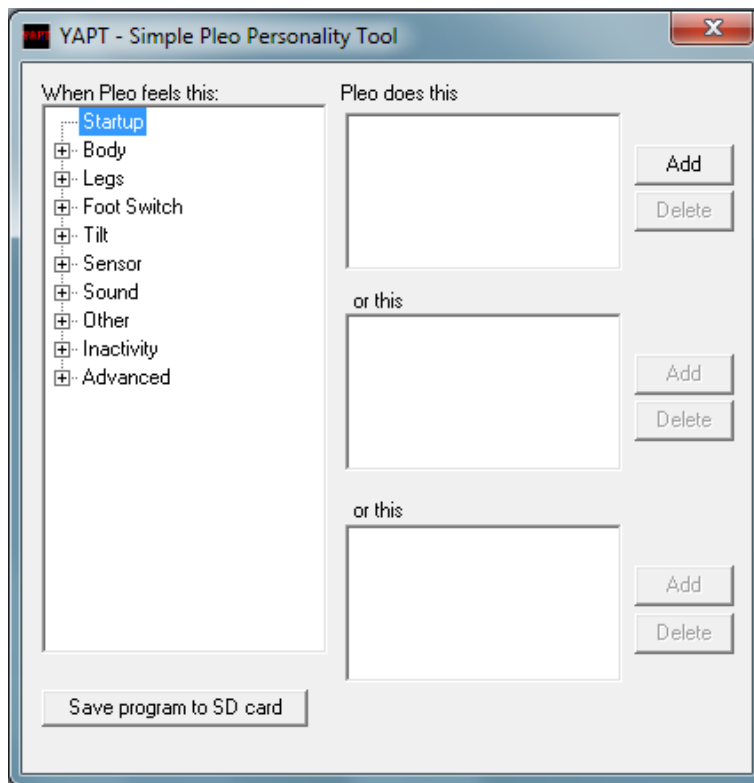 YAPT YAPT - Simple Pleo Personality Tool
When Pleo feels this:
Startup
Body
Legs
Foot Switch
Tilt
Sensor
Sound
Other
Inactivity
Advanced
Save program to SD card
Pleo does this
Add
Delete
or this
Add
Delete
or this
Add
Delete